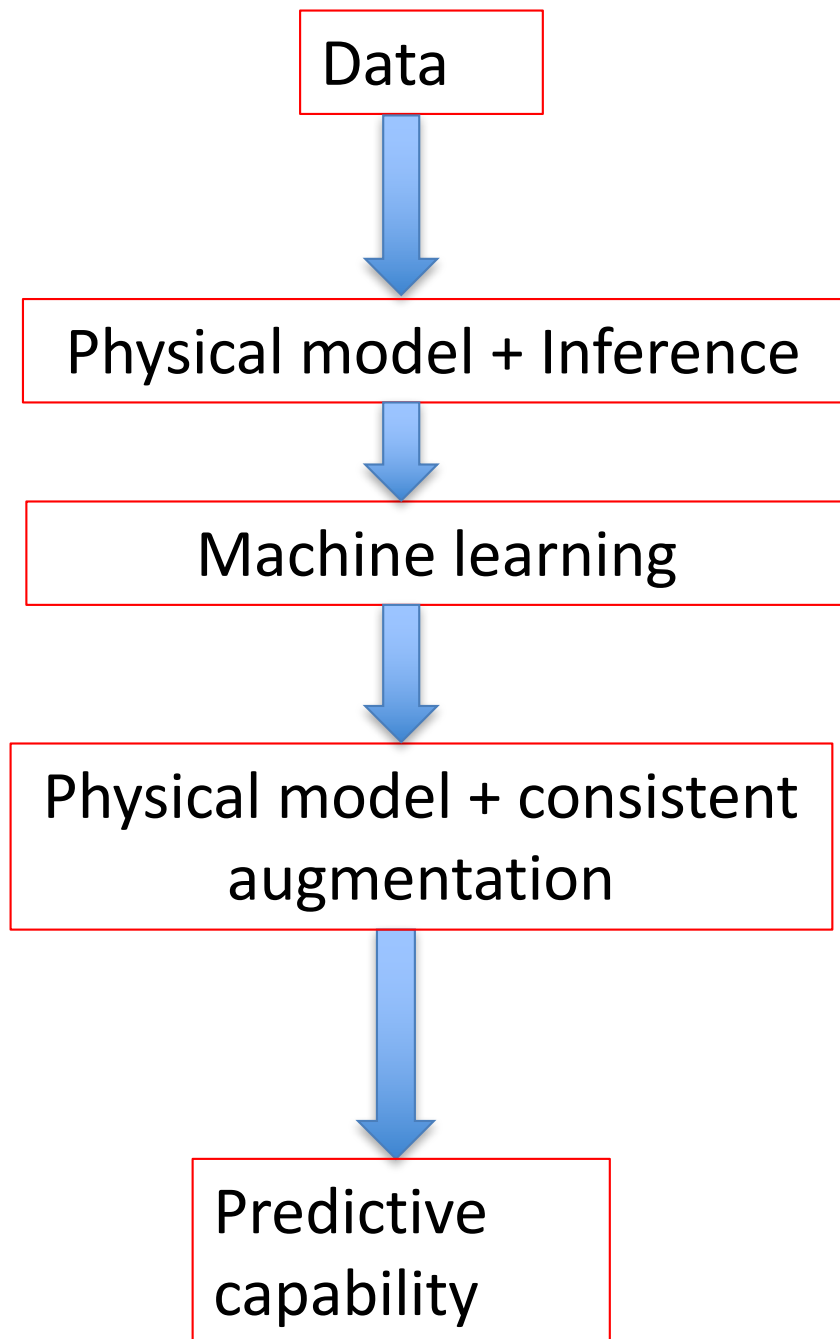 Data
Physical model + Inference
Machine learning
Physical model + consistent
augmentation
Predictive
capability